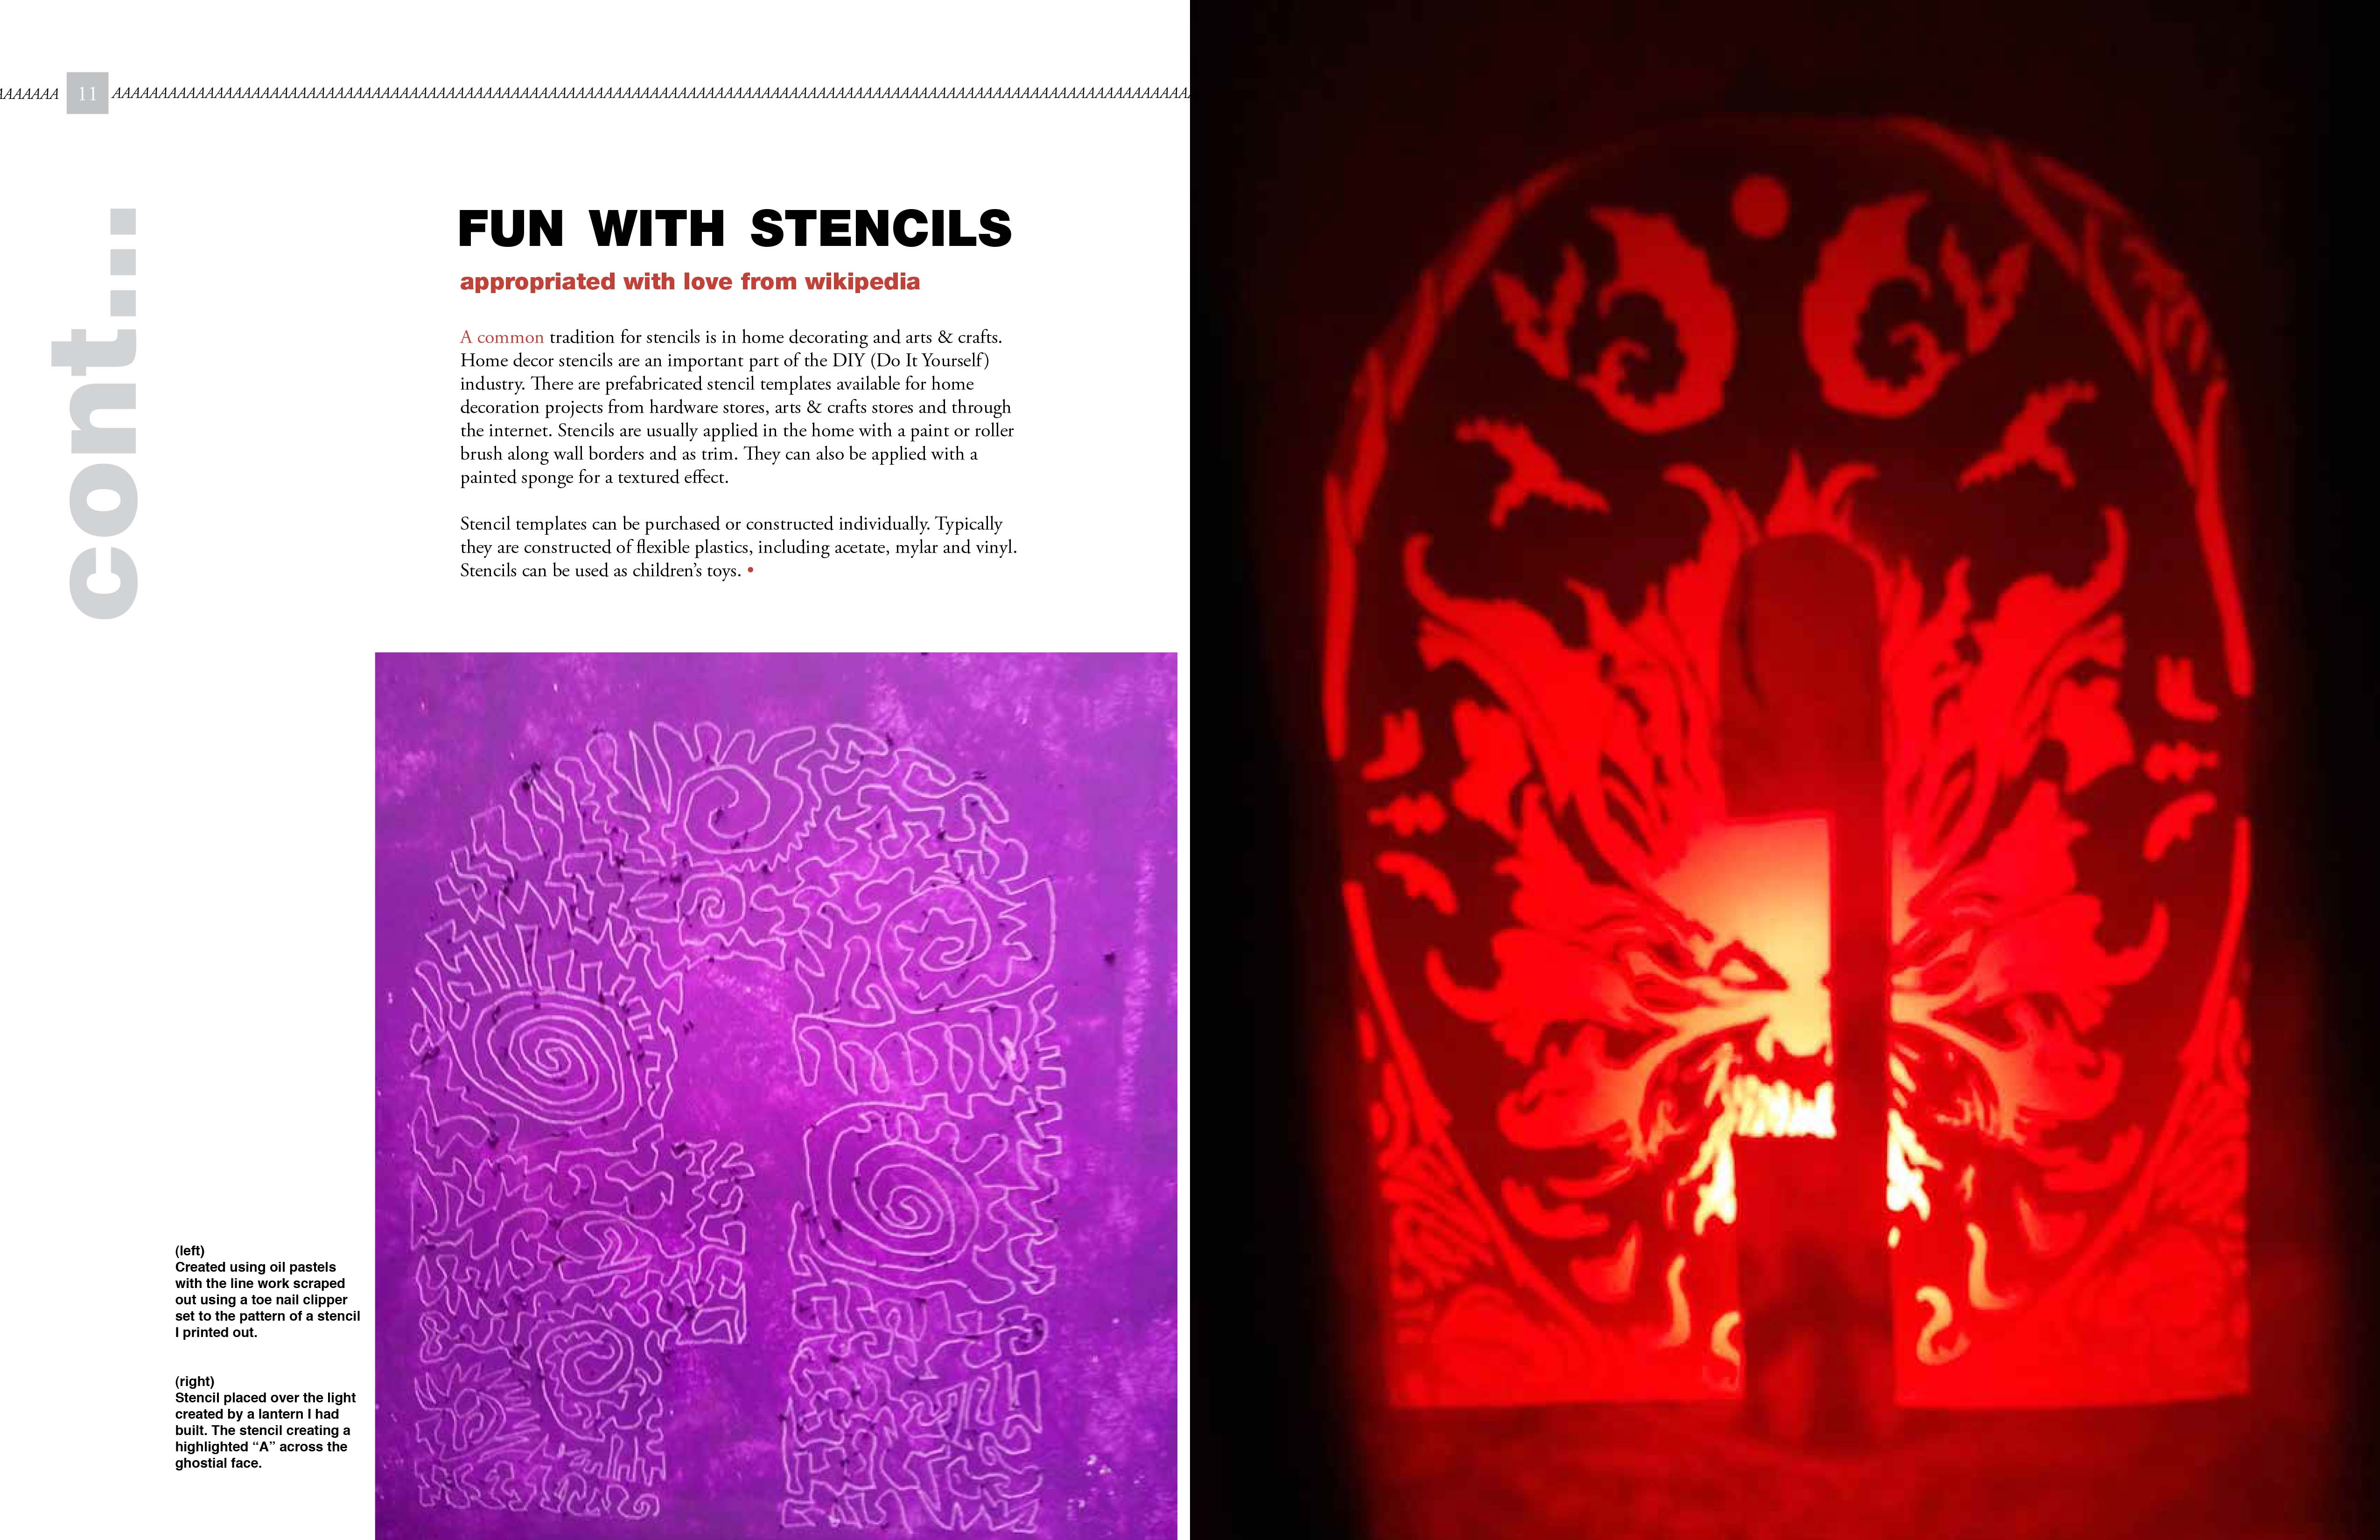 AAAAAAA 11 AAAAAAAAAAAAAAAAAAAAAAAAAAAAAAAAAAAAAAAAAAAAAAAAAAAAAAAAAAAAAAAAAAAAAAAAAAAAAAAAAAAAAAAAAAAAAAAAAAAAAAAAAAAAAAAAAAAAA
cont...
FUN WITH STENCILS
appropriated with love from wikipedia
A common tradition for stencils is in home decorating and arts & crafts.
Home decor stencils are an important part of the DIY (Do It Yourself)
industry. There are prefabricated stencil templates available for home
decoration projects from hardware stores, arts & crafts stores and through
the internet. Stencils are usually applied in the home with a paint or roller
brush along wall borders and as trim. They can also be applied with a
painted sponge for a textured effect.
Stencil templates can be purchased or constructed individually. Typically
they are constructed of flexible plastics, including acetate, mylar and vinyl.
Stencils can be used as children’s toys. •
(left)
Created using oil pastels
with the line work scraped
out using a toe nail clipper
set to the pattern of a stencil
I printed out.
(right)
Stencil placed over the light
created by a lantern I had
built. The stencil creating a
highlighted “A” across the
ghostial face.